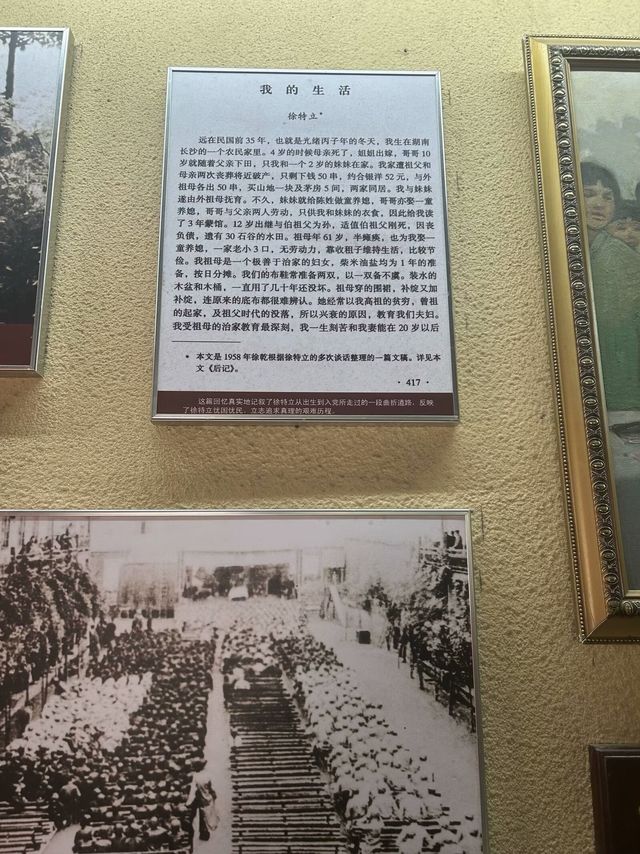 我的生活
徐特立*
远在民国前35年，也就是光绪丙子年的冬天，我生在湖南
长沙的一个农民家里。4岁的时候母亲死了，姐姐出嫁，哥哥10
岁就随着父亲下田，只我和一个2岁的妹妹在家。我家遭祖父和
母亲两次丧葬将近破产，只剩下钱50串，约合银洋52元，与外
祖母各出50串，买山地一块及茅房5间，两家同居。我与妹妹
遂由外祖母抚育。不久，妹妹就给陈姓做童养媳，哥哥亦娶一童
养媳，哥哥与父亲两人劳动，只供我和妹妹的衣食，因此给我读
了3年蒙馆。12岁出继与伯祖父为孙，适值伯祖父刚死，因丧
负债，遗有30石谷的水田。祖母年61岁，半瘫痪，也为我娶一
童养媳，一家老小3口，无劳动力，靠收租子维持生活，比较节
俭。我祖母是一个极善于治家的妇女，柴米油盐均为1年的准
备，按日分摊。我们的布鞋常准备两双，以一双备不虞。装水的
木盆和木桶，一直用了几十年还没坏。祖母穿的围裙，补绽又加
补绽，连原来的底布都很难辨认。她经常以我高祖的贫穷，曾祖
的起家，及祖父时代的没落，所以兴衰的原因，教育我们夫妇。
我受祖母的治家教育最深刻，我一生刻苦和我妻能在20岁以后
* 本文是1958年徐乾根据徐特立的多次谈话整理的一篇文稿。详见本
文《后记》。
·417·
这篇回忆真实地记叙了徐特立从出生到入党所走过的一段曲折道路，反映
了徐特立忧国忧民，立志追求真理的艰难历程。